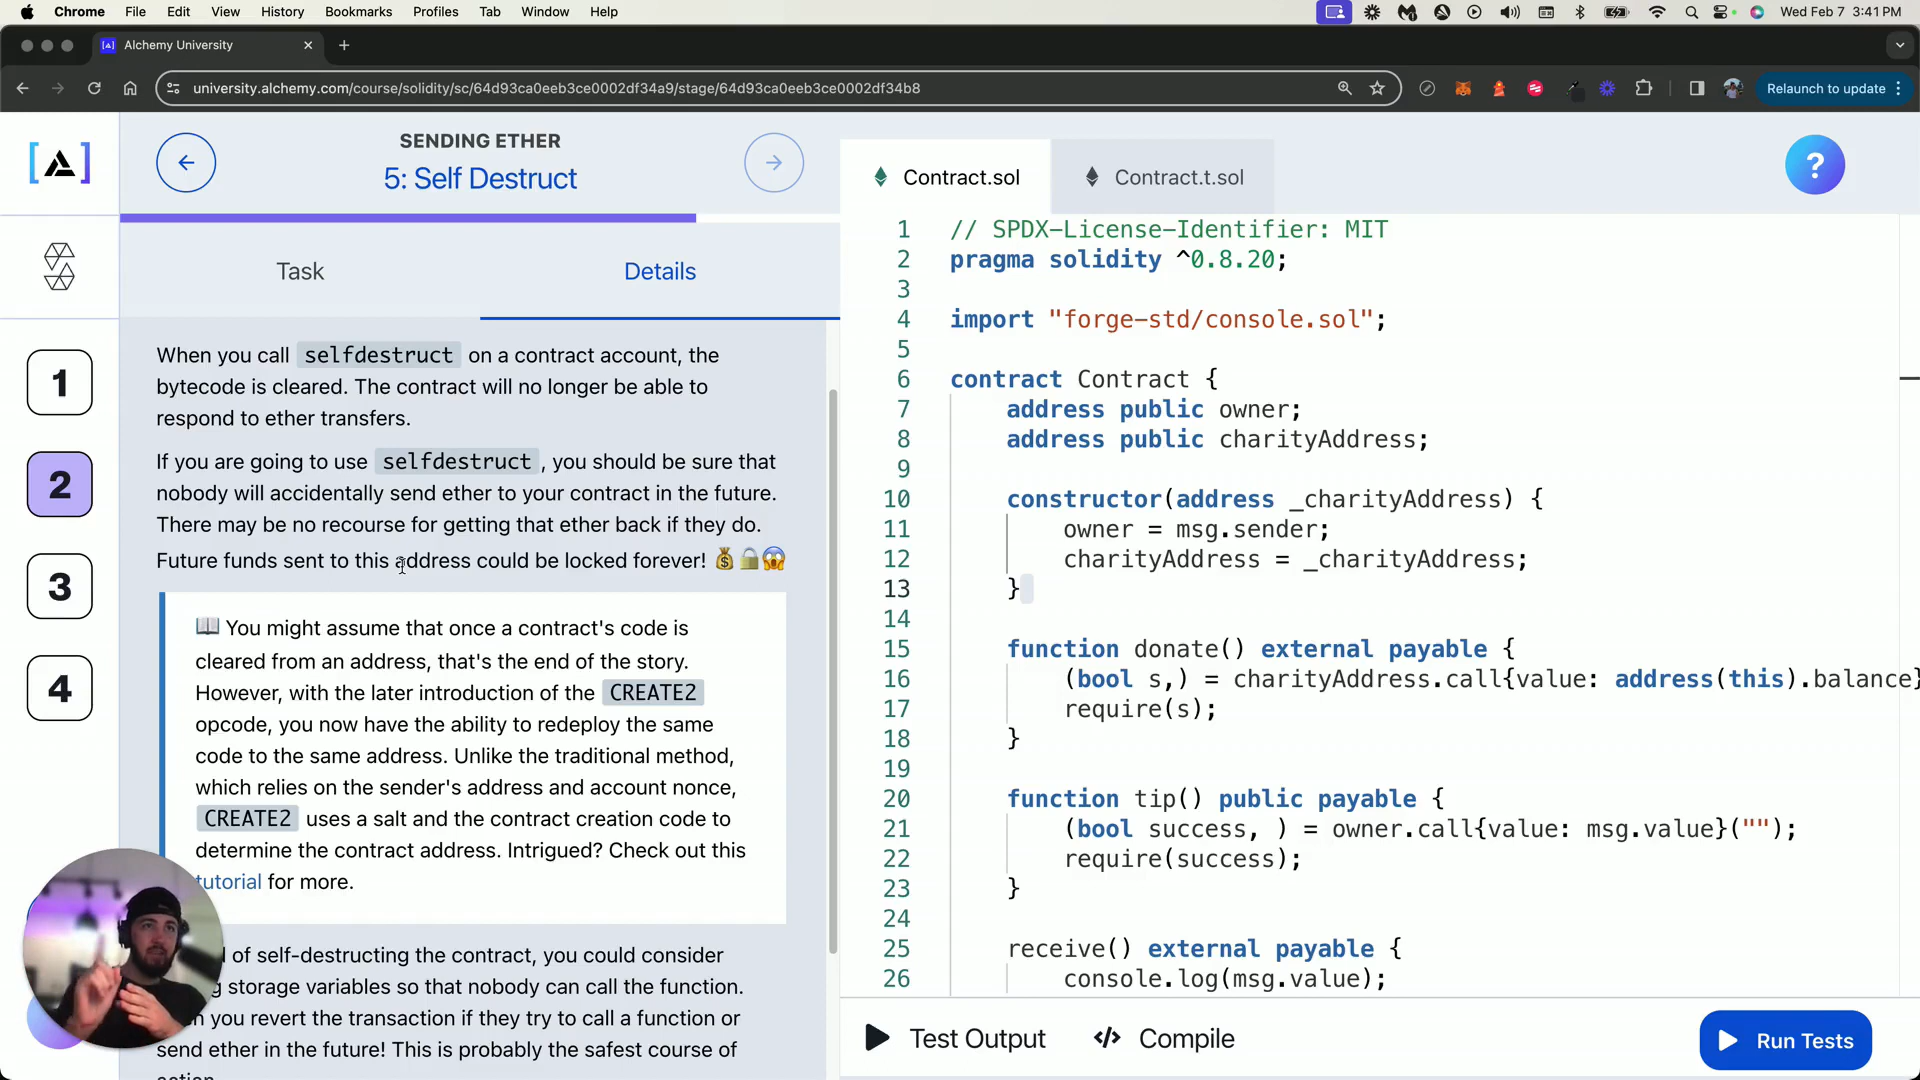 Chrome File Edit View History Bookmarks Profiles Tab Window Help
Wed Feb 7 3:41 PM
Alchemy University
university.alchemy.com/course/solidity/sc/64d93ca0eeb3ce0002df34a9/stage/64d93ca0eeb3ce0002df34b8
Relaunch to update
SENDING ETHER
5: Self Destruct
Task
Details
1
2
3
4
When you call selfdestruct on a contract account, the
bytecode is cleared. The contract will no longer be able to
respond to ether transfers.
If you are going to use selfdestruct, you should be sure that
nobody will accidentally send ether to your contract in the future.
There may be no recourse for getting that ether back if they do.
Future funds sent to this address could be locked forever! 💰🔒😱
📖 You might assume that once a contract's code is
cleared from an address, that's the end of the story.
However, with the later introduction of the CREATE2
opcode, you now have the ability to redeploy the same
code to the same address. Unlike the traditional method,
which relies on the sender's address and account nonce,
CREATE2 uses a salt and the contract creation code to
determine the contract address. Intrigued? Check out this
tutorial for more.
of self-destructing the contract, you could consider
storage variables so that nobody can call the function.
you revert the transaction if they try to call a function or
send ether in the future! This is probably the safest course of
Contract.sol
Contract.t.sol
?
1 // SPDX-License-Identifier: MIT
2 pragma solidity ^0.8.20;
3
4 import "forge-std/console.sol";
5
6 contract Contract {
7 address public owner;
8 address public charityAddress;
9
10 constructor(address _charityAddress) {
11 owner = msg.sender;
12 charityAddress = _charityAddress;
13 }
14
15 function donate() external payable {
16 (bool s,) = charityAddress.call{value: address(this).balance}
17 require(s);
18 }
19
20 function tip() public payable {
21 (bool success, ) = owner.call{value: msg.value}("");
22 require(success);
23 }
24
25 receive() external payable {
26 console.log(msg.value);
Test Output
Compile
Run Tests